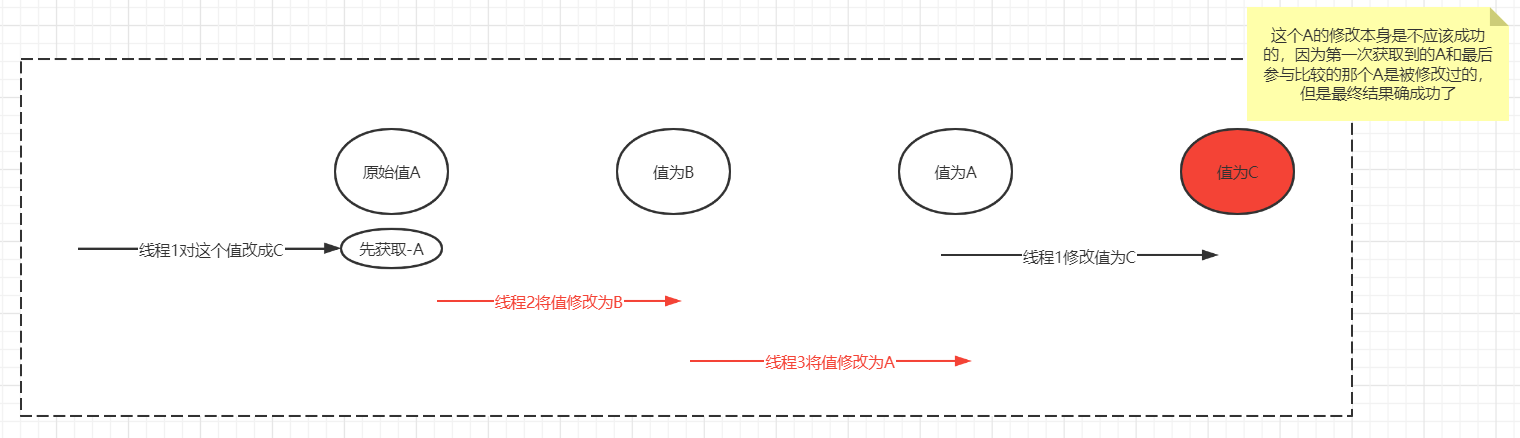 这个A的修改本身是不应该成功
的，因为第一次获取到的A和最后
参与比较的那个A是被修改过的，
但是最终结果确成功了
原始值A
值为B
值为A
值为C
线程1对这个值改成C
先获取-A
线程1修改值为C
线程2将值修改为B
线程3将值修改为A